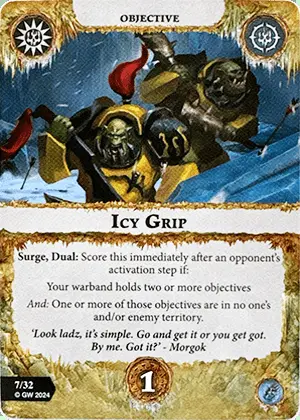 OBJECTIVE
ICY GRIP
Surge, Dual: Score this immediately after an opponent's
activation step if:
Your warband holds two or more objectives
And: One or more of those objectives are in no one's
and/or enemy territory.
'Look ladz, it's simple. Go and get it or you get got.
By me. Got it?' - Morgok
7/32
© GW 2024
1